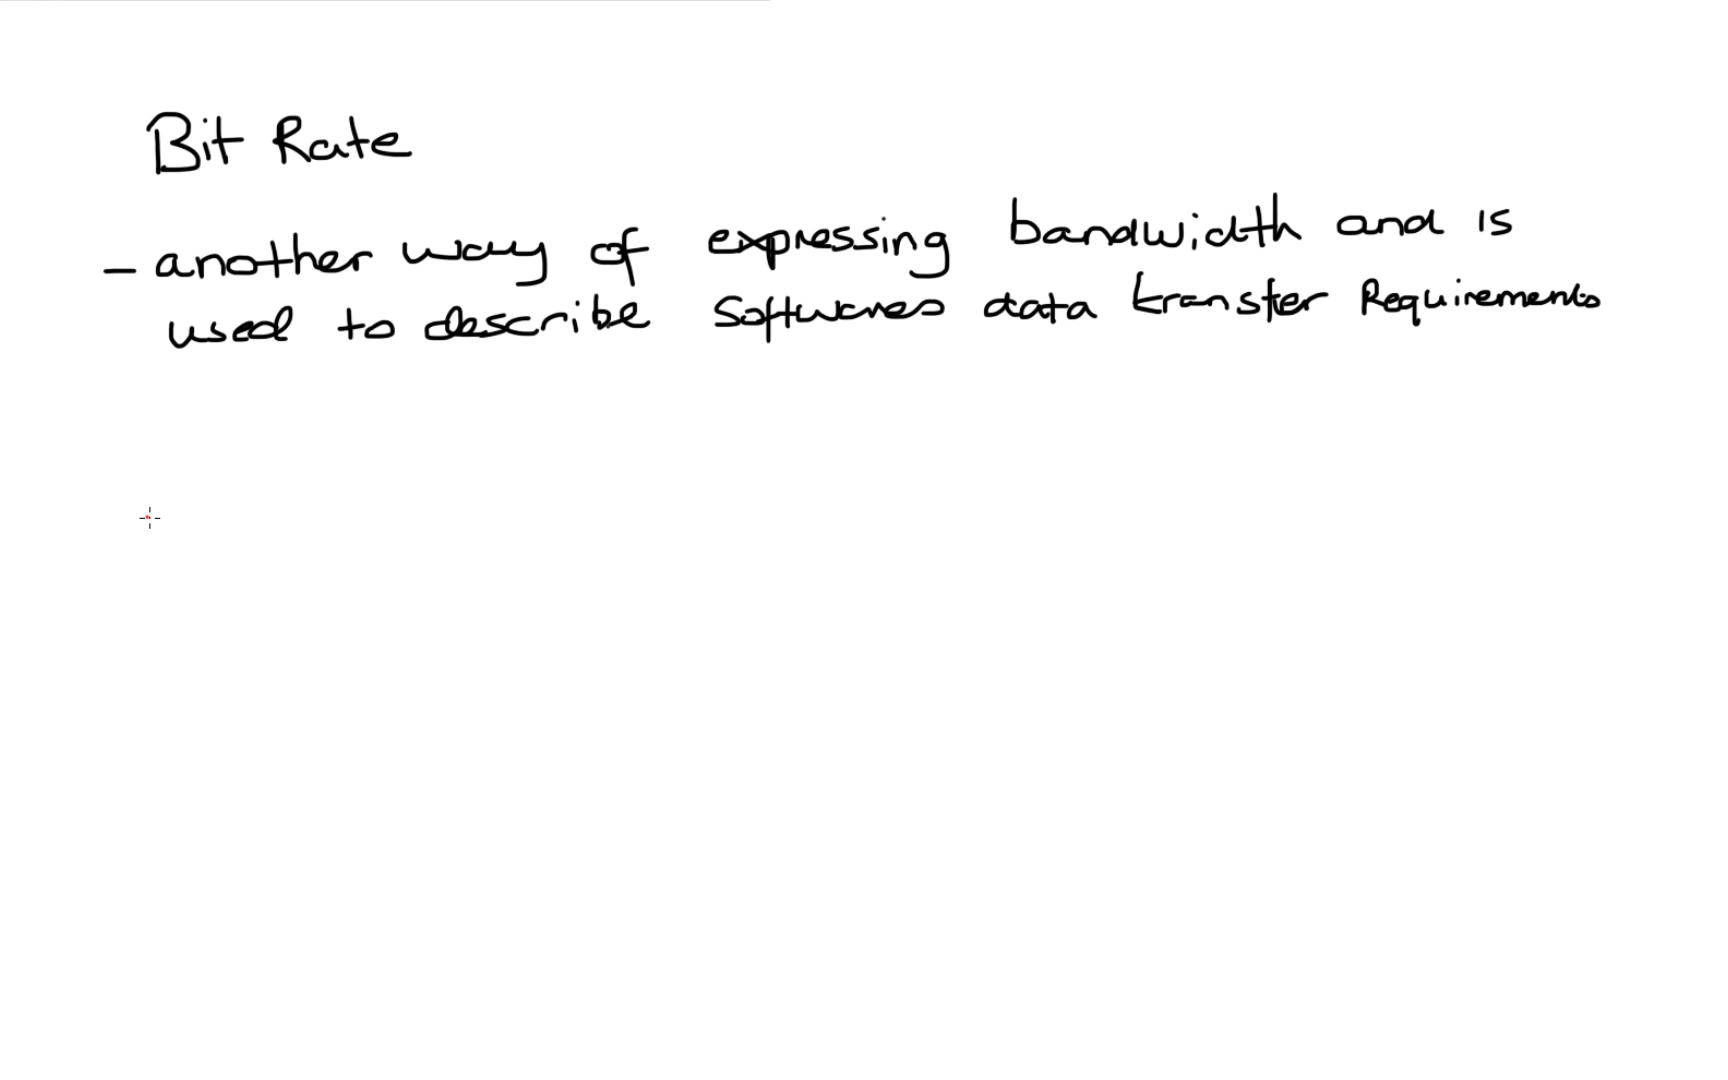 Bit Rate
- another way of expressing bandwidth and is
used to describe Softwares data transfer Requirements